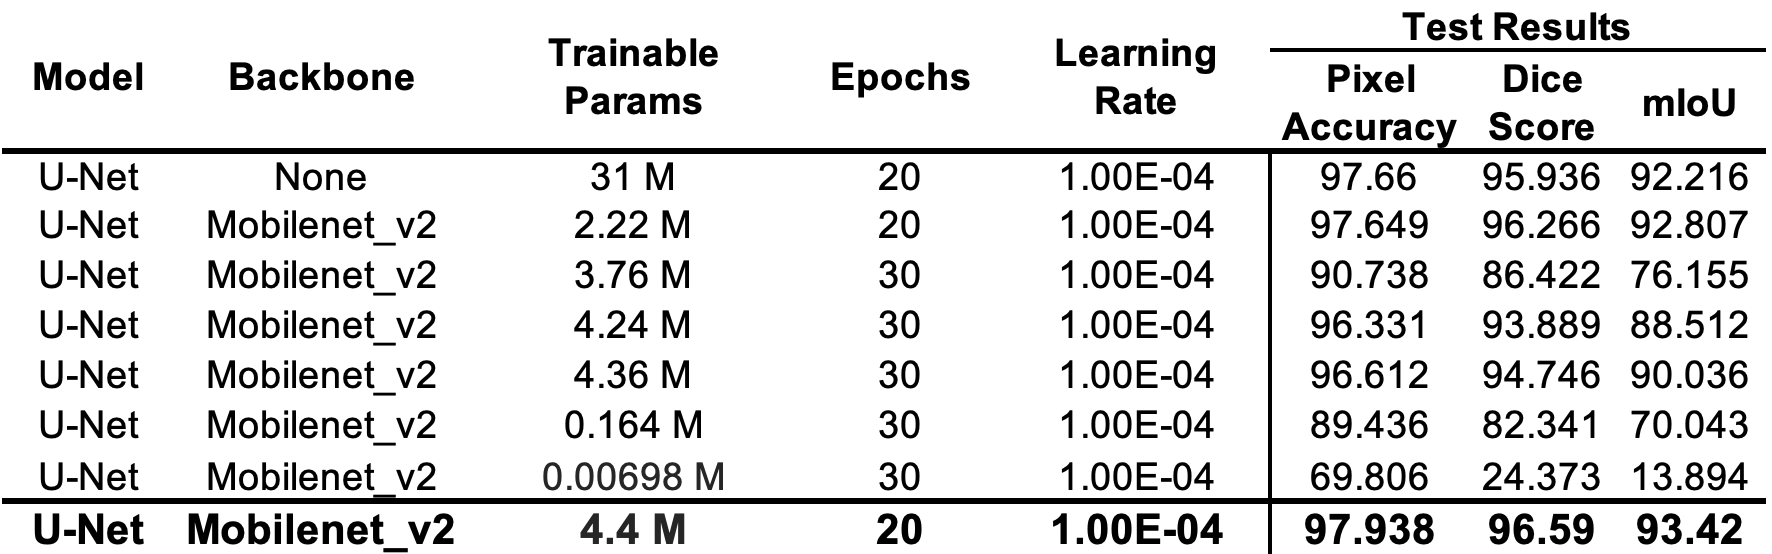 Model Backbone Trainable Params Epochs Learning Rate Test Results
Pixel Accuracy Dice Score mIoU
U-Net None 31 M 20 1.00E-04 97.66 95.936 92.216
U-Net Mobilenet_v2 2.22 M 20 1.00E-04 97.649 96.266 92.807
U-Net Mobilenet_v2 3.76 M 30 1.00E-04 90.738 86.422 76.155
U-Net Mobilenet_v2 4.24 M 30 1.00E-04 96.331 93.889 88.512
U-Net Mobilenet_v2 4.36 M 30 1.00E-04 96.612 94.746 90.036
U-Net Mobilenet_v2 0.164 M 30 1.00E-04 89.436 82.341 70.043
U-Net Mobilenet_v2 0.00698 M 30 1.00E-04 69.806 24.373 13.894
U-Net Mobilenet_v2 4.4 M 20 1.00E-04 97.938 96.59 93.42